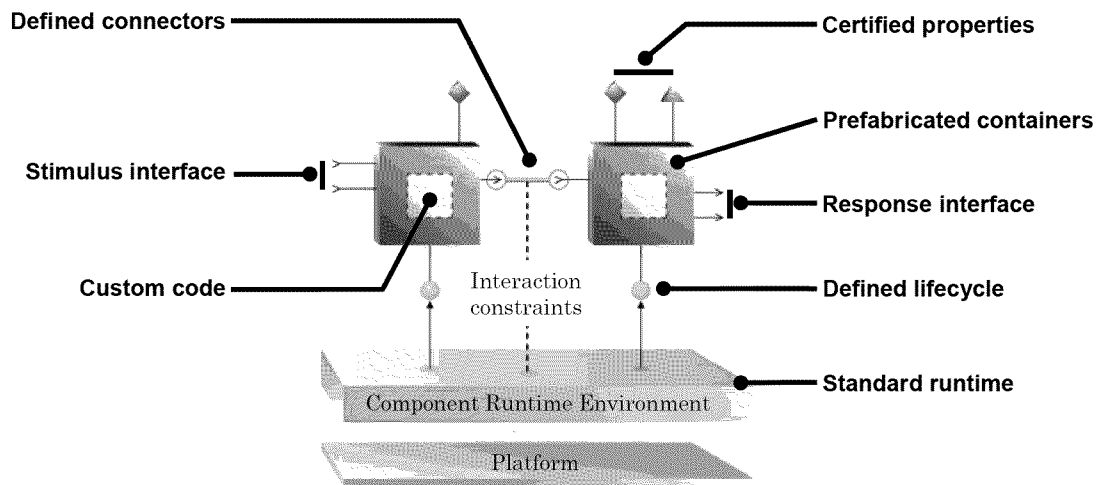 Defined connectors
Certified properties
Prefabricated containers
Stimulus interface
Response interface
Custom code
Interaction
constraints
Defined lifecycle
Standard runtime
Component Runtime Environment
Platform